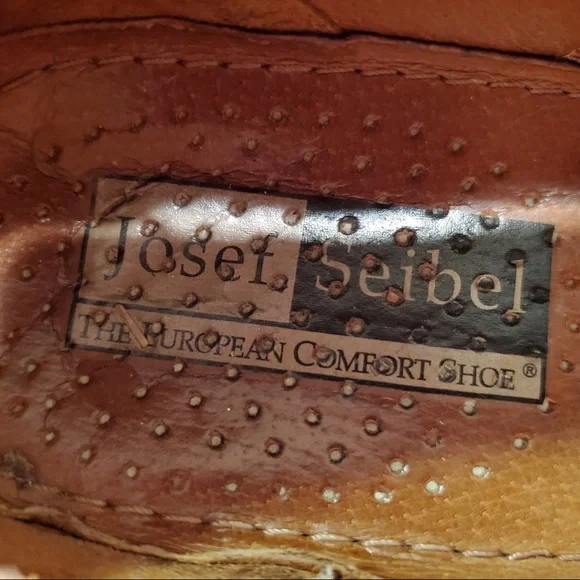 Josef Seibel
THE EUROPEAN COMFORT SHOE®